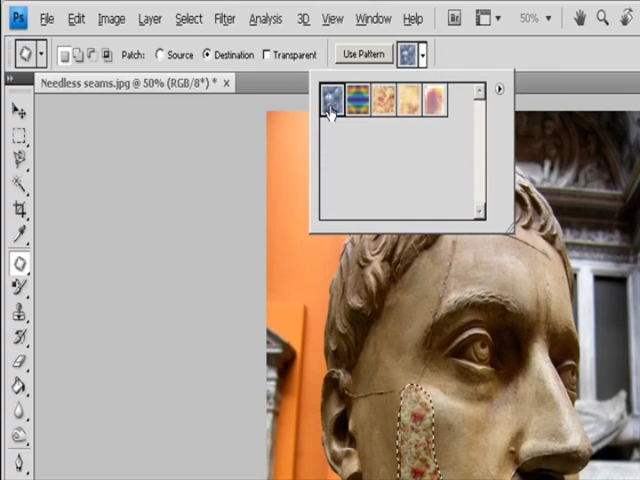 Ps File Edit Image Layer Select Filter Analysis 3D View Window Help Br 50%
Patch: Source Destination Transparent Use Pattern
Needless seams.jpg @ 50% (RGB/8*) * X